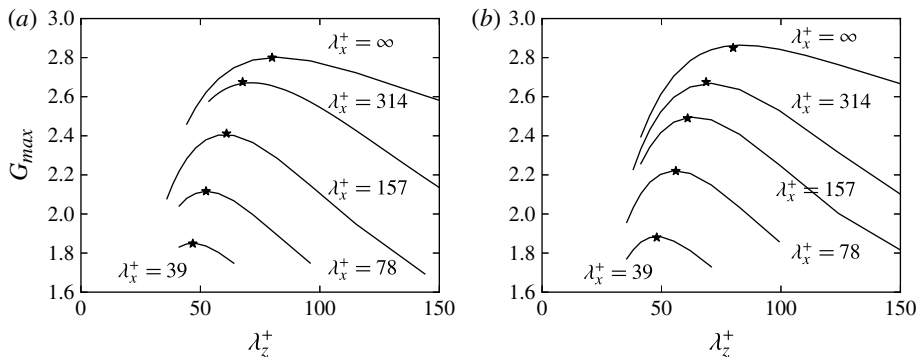 (a)
3.0
2.8
2.6
2.4
2.2
2.0
1.8
1.6
G_max
0 50 100 150
λ_z^+
λ_x^+ = ∞
λ_x^+ = 314
λ_x^+ = 157
λ_x^+ = 78
λ_x^+ = 39
(b)
3.0
2.8
2.6
2.4
2.2
2.0
1.8
1.6
0 50 100 150
λ_z^+
λ_x^+ = ∞
λ_x^+ = 314
λ_x^+ = 157
λ_x^+ = 78
λ_x^+ = 39